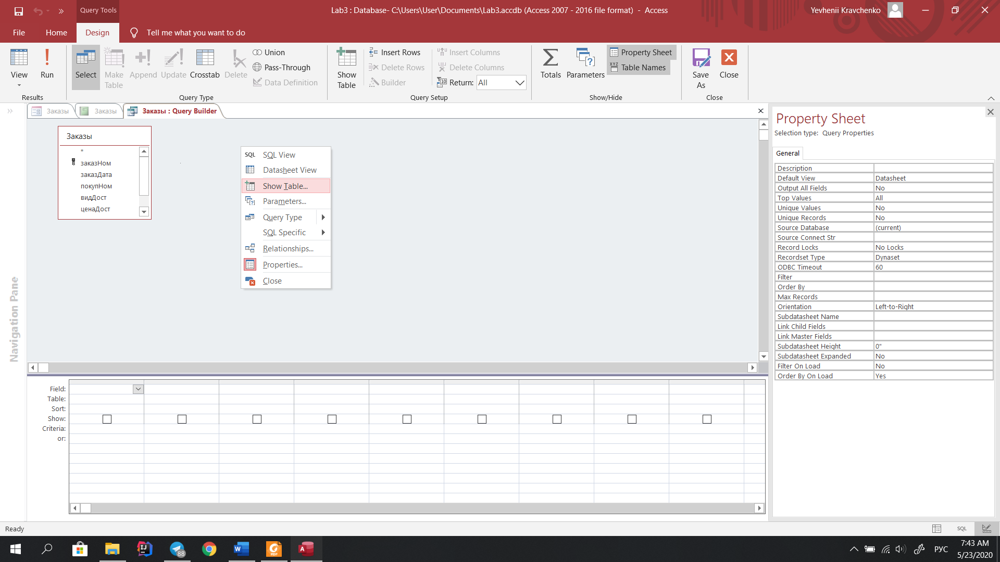 Query Tools
Lab3 : Database- C:\Users\User\Documents\Lab3.accdb (Access 2007 - 2016 file format) - Access
Yevhenii Kravchenko
File
Home
Design
Tell me what you want to do
View
Run
Results
Select
Make Table
Append
Update
Crosstab
Delete
Union
Pass-Through
Data Definition
Query Type
Show Table
Insert Rows
Delete Rows
Builder
Insert Columns
Delete Columns
Return: All
Query Setup
Totals
Parameters
Property Sheet
Table Names
Show/Hide
Save As
Close
Close
Заказы
Заказы
Заказы : Query Builder
Navigation Pane
Заказы
*
заказНом
заказДата
покупНом
видДост
ценаДост
SQL SQL View
Datasheet View
Show Table...
Parameters...
Query Type
SQL Specific
Relationships...
Properties...
Close
Field:
Table:
Sort:
Show:
Criteria:
or:
Property Sheet
Selection type: Query Properties
General
Description
Default View Datasheet
Output All Fields No
Top Values All
Unique Values No
Unique Records No
Source Database (current)
Source Connect Str
Record Locks No Locks
Recordset Type Dynaset
ODBC Timeout 60
Filter
Order By
Max Records
Orientation Left-to-Right
Subdatasheet Name
Link Child Fields
Link Master Fields
Subdatasheet Height 0"
Subdatasheet Expanded No
Filter On Load No
Order By On Load Yes
Ready
SQL
88
РУС
7:43 AM
5/23/2020